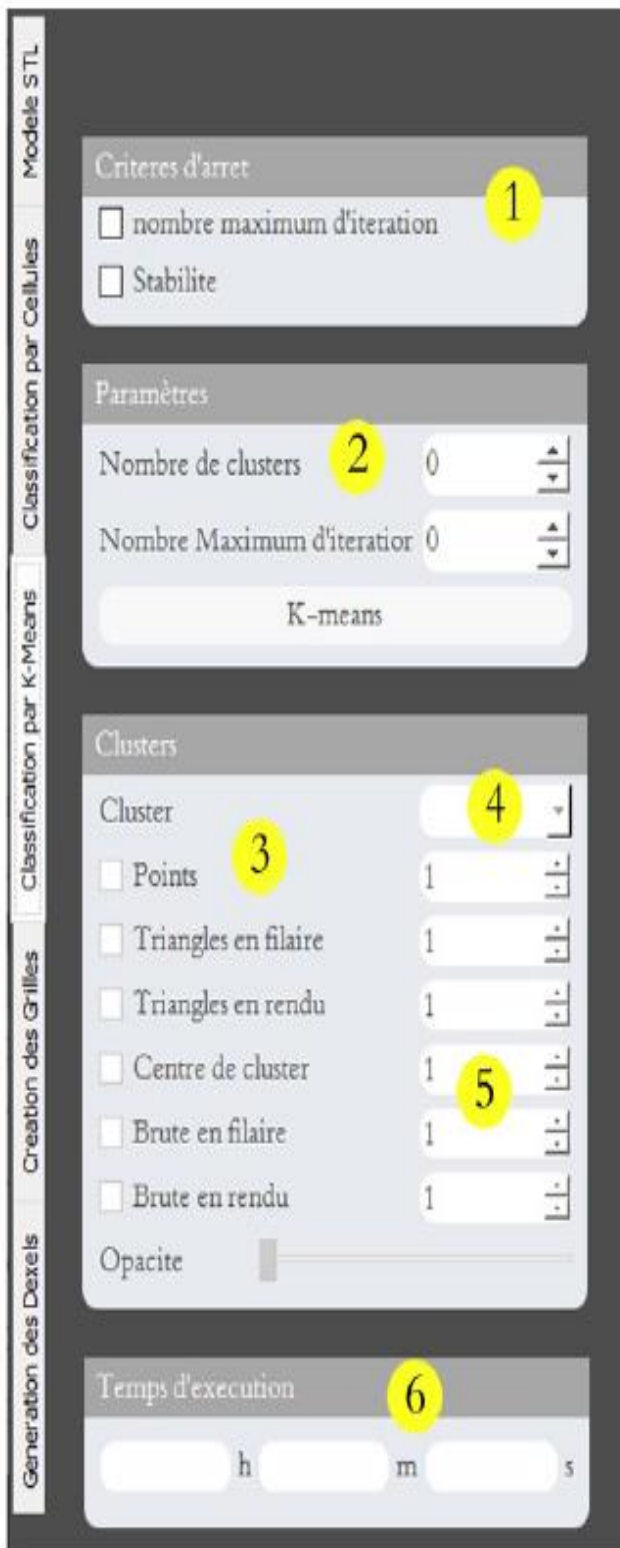 Modele STL
Classification par Cellules
Classification par K-Means
Creation des Grilles
Generation des Dexels
Criteres d'arret
1
nombre maximum d'iteration
Stabilite
Paramètres
Nombre de clusters 2 0
Nombre Maximum d'iteratior 0
K-means
Clusters
Cluster 4
3
Points 1
Triangles en filaire 1
Triangles en rendu 1
Centre de cluster 1
5
Brute en filaire 1
Brute en rendu 1
Opacite
Temps d'execution 6
h m s